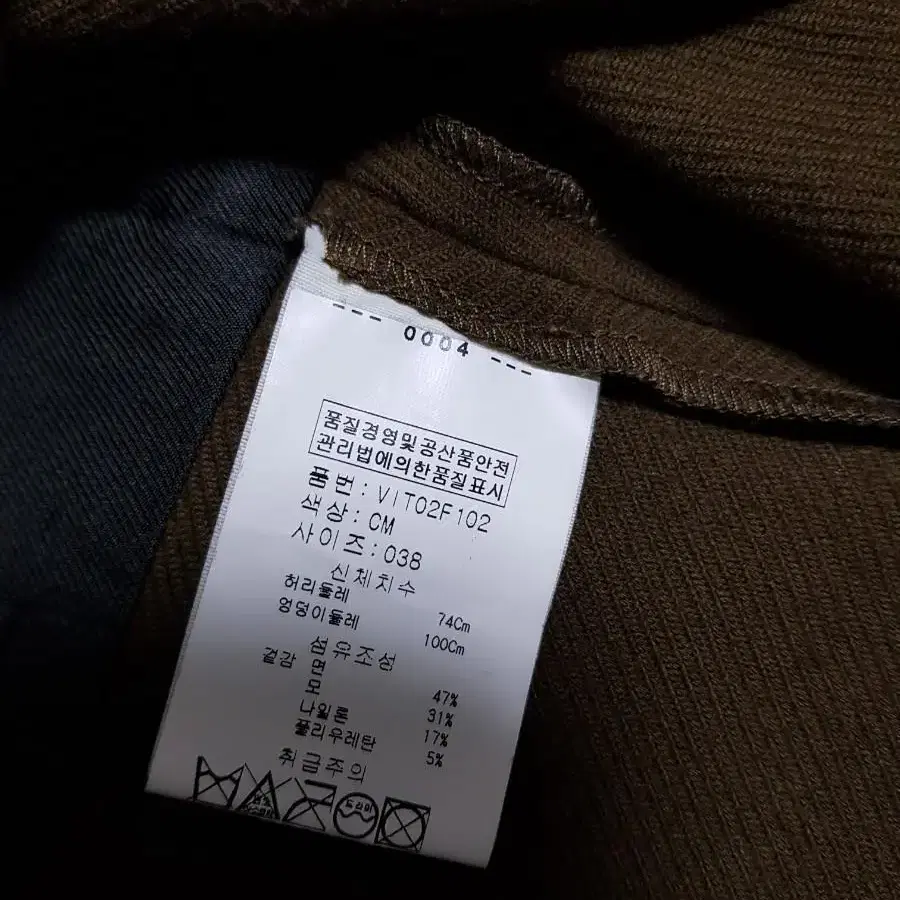 --- 0004 ---
품질경영및공산품안전
관리법에의한품질표시
품번 : VIT02F102
색상 : CM
사이즈 : 038
신체치수
허리둘레 74Cm
엉덩이둘레 100Cm
섬유조성
겉감 면 47%
모 31%
나일론 17%
폴리우레탄 5%
취급주의
드라이